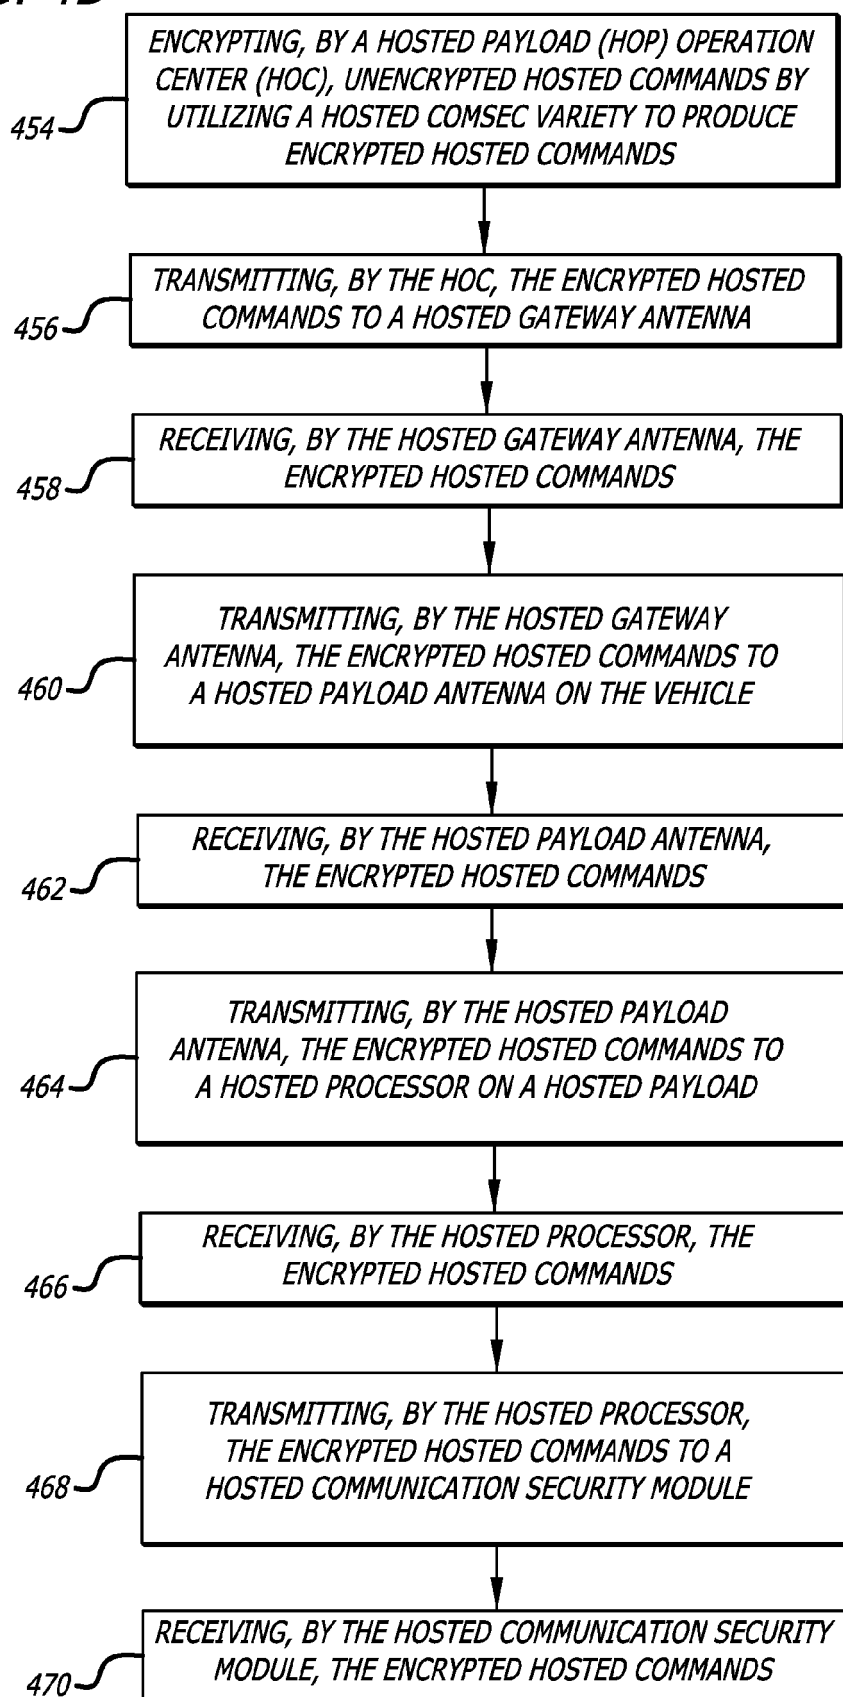 ENCRYPTING, BY A HOSTED PAYLOAD (HOP) OPERATION
CENTER (HOC), UNENCRYPTED HOSTED COMMANDS BY
UTILIZING A HOSTED COMSEC VARIETY TO PRODUCE
ENCRYPTED HOSTED COMMANDS
454
TRANSMITTING, BY THE HOC, THE ENCRYPTED HOSTED
COMMANDS TO A HOSTED GATEWAY ANTENNA
456
RECEIVING, BY THE HOSTED GATEWAY ANTENNA, THE
ENCRYPTED HOSTED COMMANDS
458
TRANSMITTING, BY THE HOSTED GATEWAY
ANTENNA, THE ENCRYPTED HOSTED COMMANDS TO
A HOSTED PAYLOAD ANTENNA ON THE VEHICLE
460
RECEIVING, BY THE HOSTED PAYLOAD ANTENNA,
THE ENCRYPTED HOSTED COMMANDS
462
TRANSMITTING, BY THE HOSTED PAYLOAD
ANTENNA, THE ENCRYPTED HOSTED COMMANDS TO
A HOSTED PROCESSOR ON A HOSTED PAYLOAD
464
RECEIVING, BY THE HOSTED PROCESSOR, THE
ENCRYPTED HOSTED COMMANDS
466
TRANSMITTING, BY THE HOSTED PROCESSOR,
THE ENCRYPTED HOSTED COMMANDS TO A
HOSTED COMMUNICATION SECURITY MODULE
468
RECEIVING, BY THE HOSTED COMMUNICATION SECURITY
MODULE, THE ENCRYPTED HOSTED COMMANDS
470